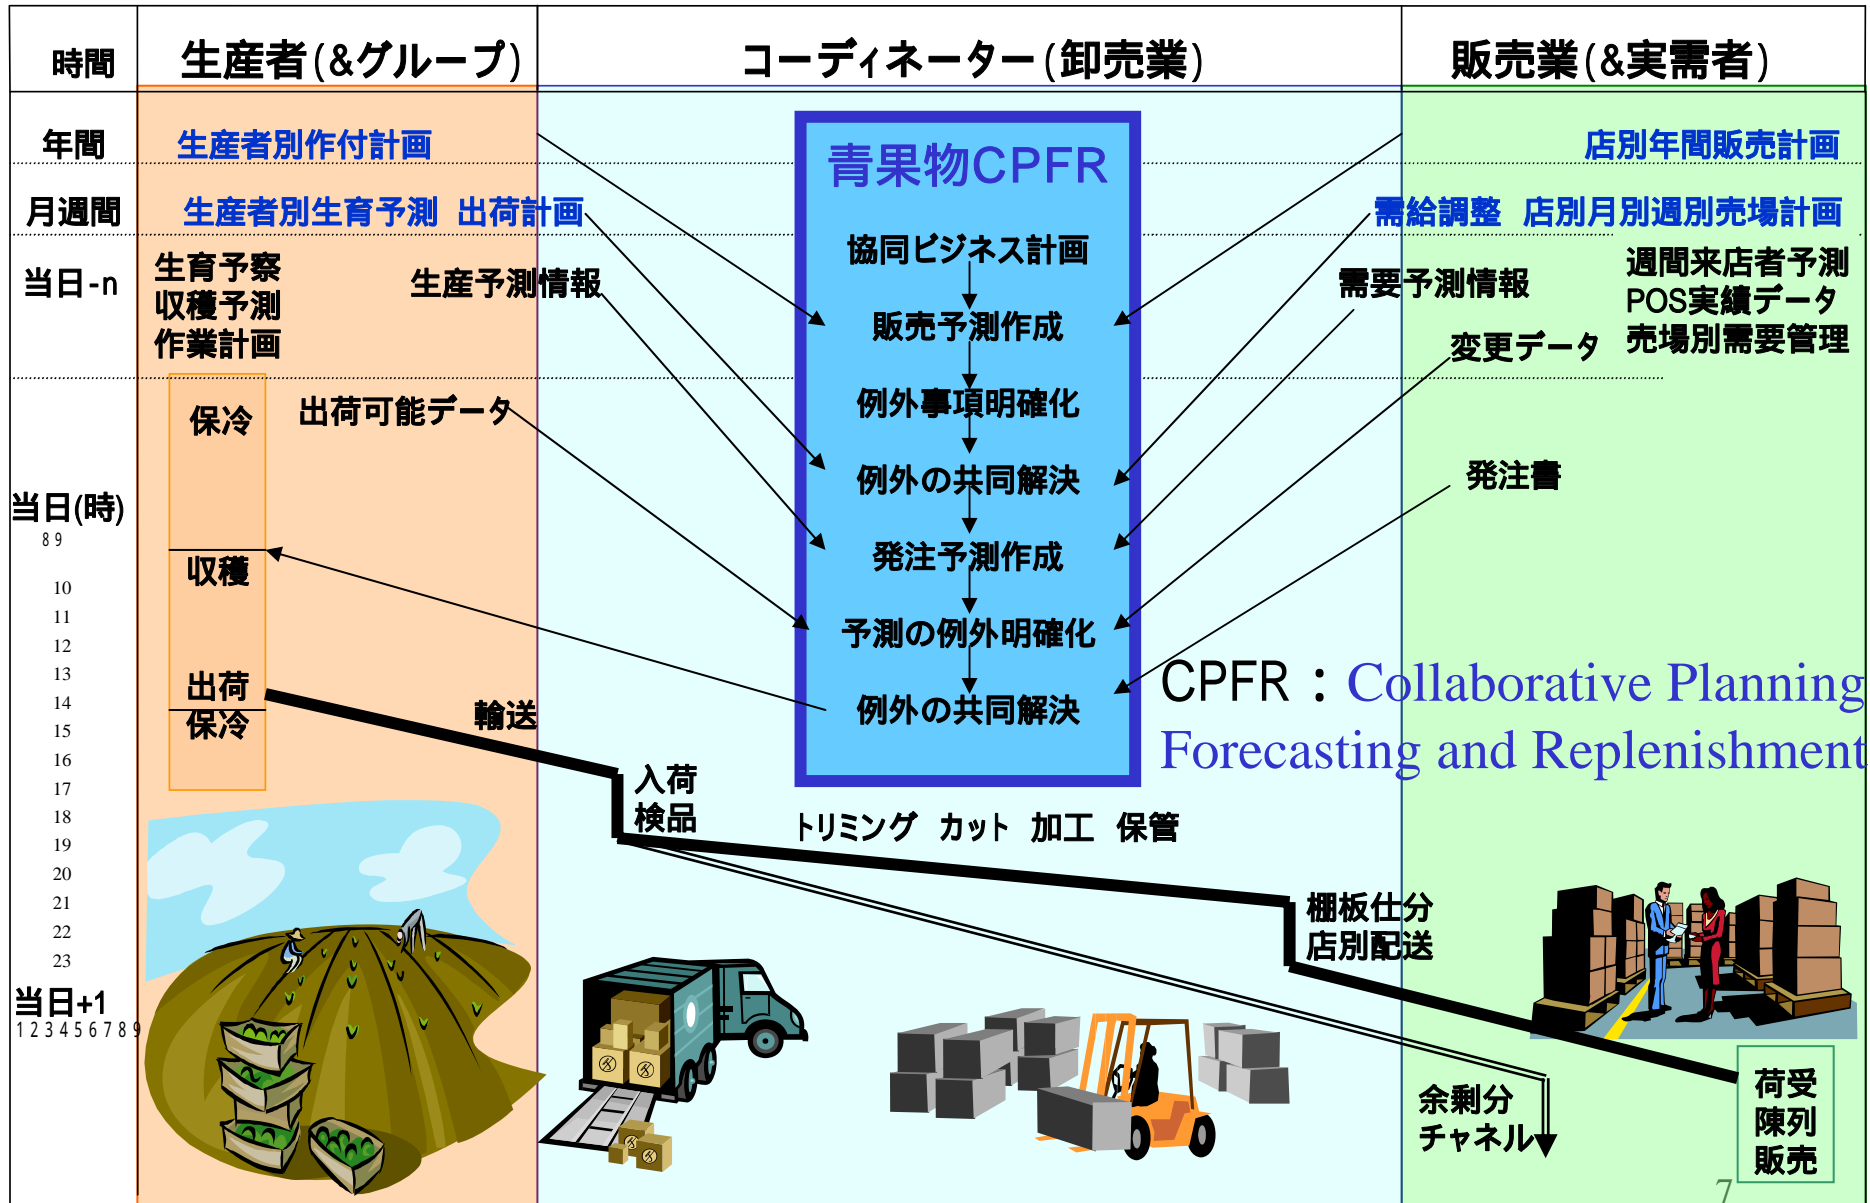 時間
生産者(&グループ)
コーディネーター(卸売業)
販売業(&実需者)
年間
生産者別作付計画
青果物CPFR
店別年間販売計画
月週間
生産者別生育予測 出荷計画
需給調整 店別月別週別売場計画
当日-n
生育予察
収穫予測
作業計画
生産予測情報
協同ビジネス計画
販売予測作成
例外事項明確化
例外の共同解決
発注予測作成
予測の例外明確化
例外の共同解決
需要予測情報
週間来店者予測
POS実績データ
売場別需要管理
変更データ
保冷
出荷可能データ
発注書
当日(時)
8 9
収穫
10
11
12
13
14
15
16
17
18
19
20
21
22
23
出荷
保冷
輸送
CPFR：Collaborative Planning
Forecasting and Replenishment
入荷
検品
トリミング カット 加工 保管
棚板仕分
店別配送
当日+1
1 2 3 4 5 6 7 8 9
余剰分
チャネル
荷受
陳列
販売
7